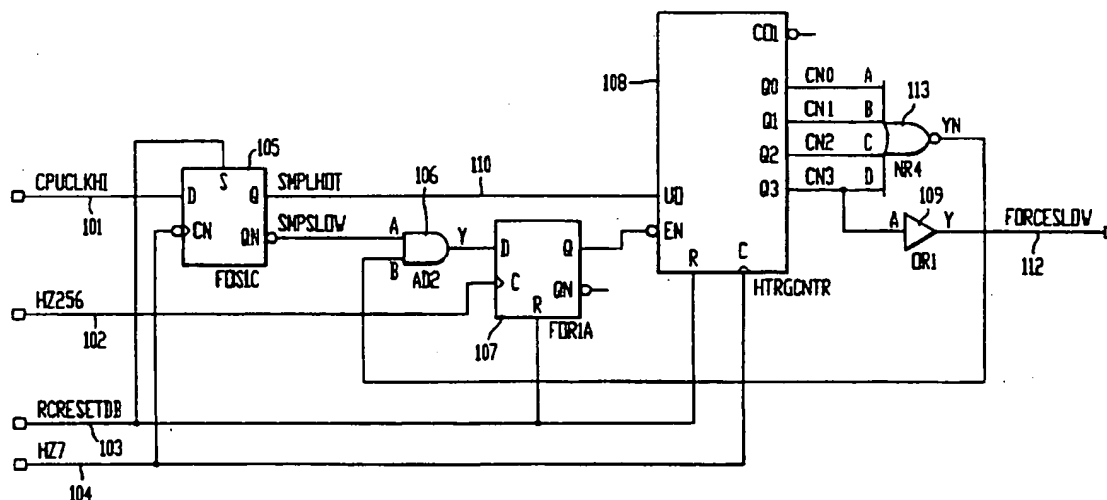 CO1
108
Q0 CN0 A
113
Q1 CN1 B
YN
105
Q2 CN2 C
NR4
S
110
106
Q3 CN3 D
109
CPUCLKHI
D Q SMPLHOT
UD
A Y FORCESLOW
101
CN
QN SMPSLOW A
Y
D Q
EN
OR1
112
FDS1C
B AD2
C
QN
R C
HTRGCNTR
HZ256
R
102
107
FDR1A
RCRESETDB
103
HZ7
104